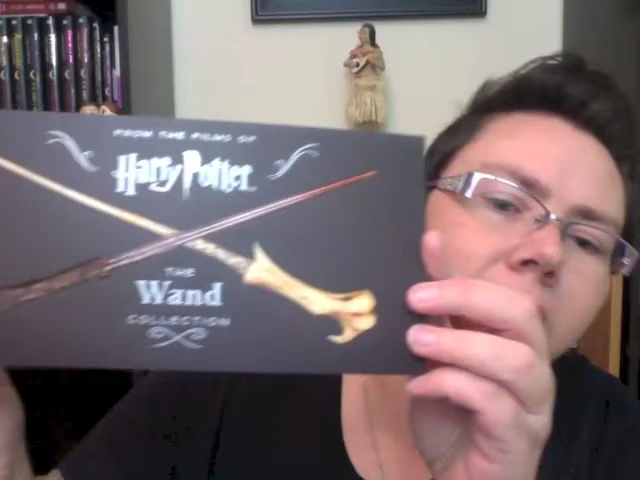 FROM THE FILMS OF
Harry Potter
THE
Wand
COLLECTION